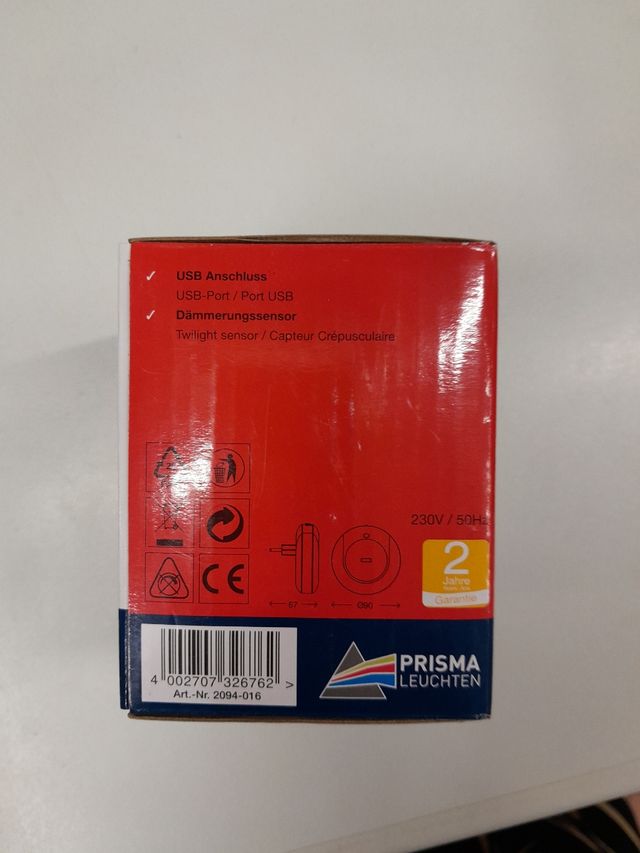 ✓ USB Anschluss
USB-Port / Port USB
✓ Dämmerungssensor
Twilight sensor / Capteur Crépusculaire
230V / 50Hz
2
Jahre
Garantie
67
Ø90
CE
4 002707 326762 >
Art.-Nr. 2094-016
PRISMA
LEUCHTEN